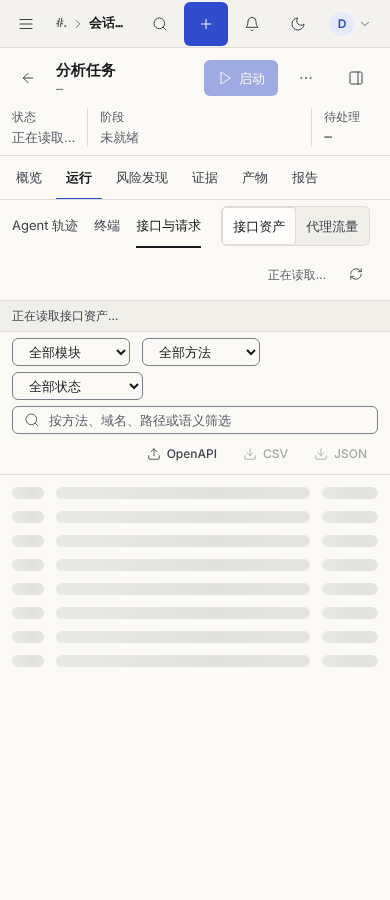 #. 会话…
D
分析任务
–
启动
状态
阶段
待处理
正在读取…
未就绪
–
概览 运行 风险发现 证据 产物 报告
Agent 轨迹 终端 接口与请求 接口资产 代理流量
正在读取…
正在读取接口资产…
全部模块 全部方法
全部状态
按方法、域名、路径或语义筛选
OpenAPI CSV JSON